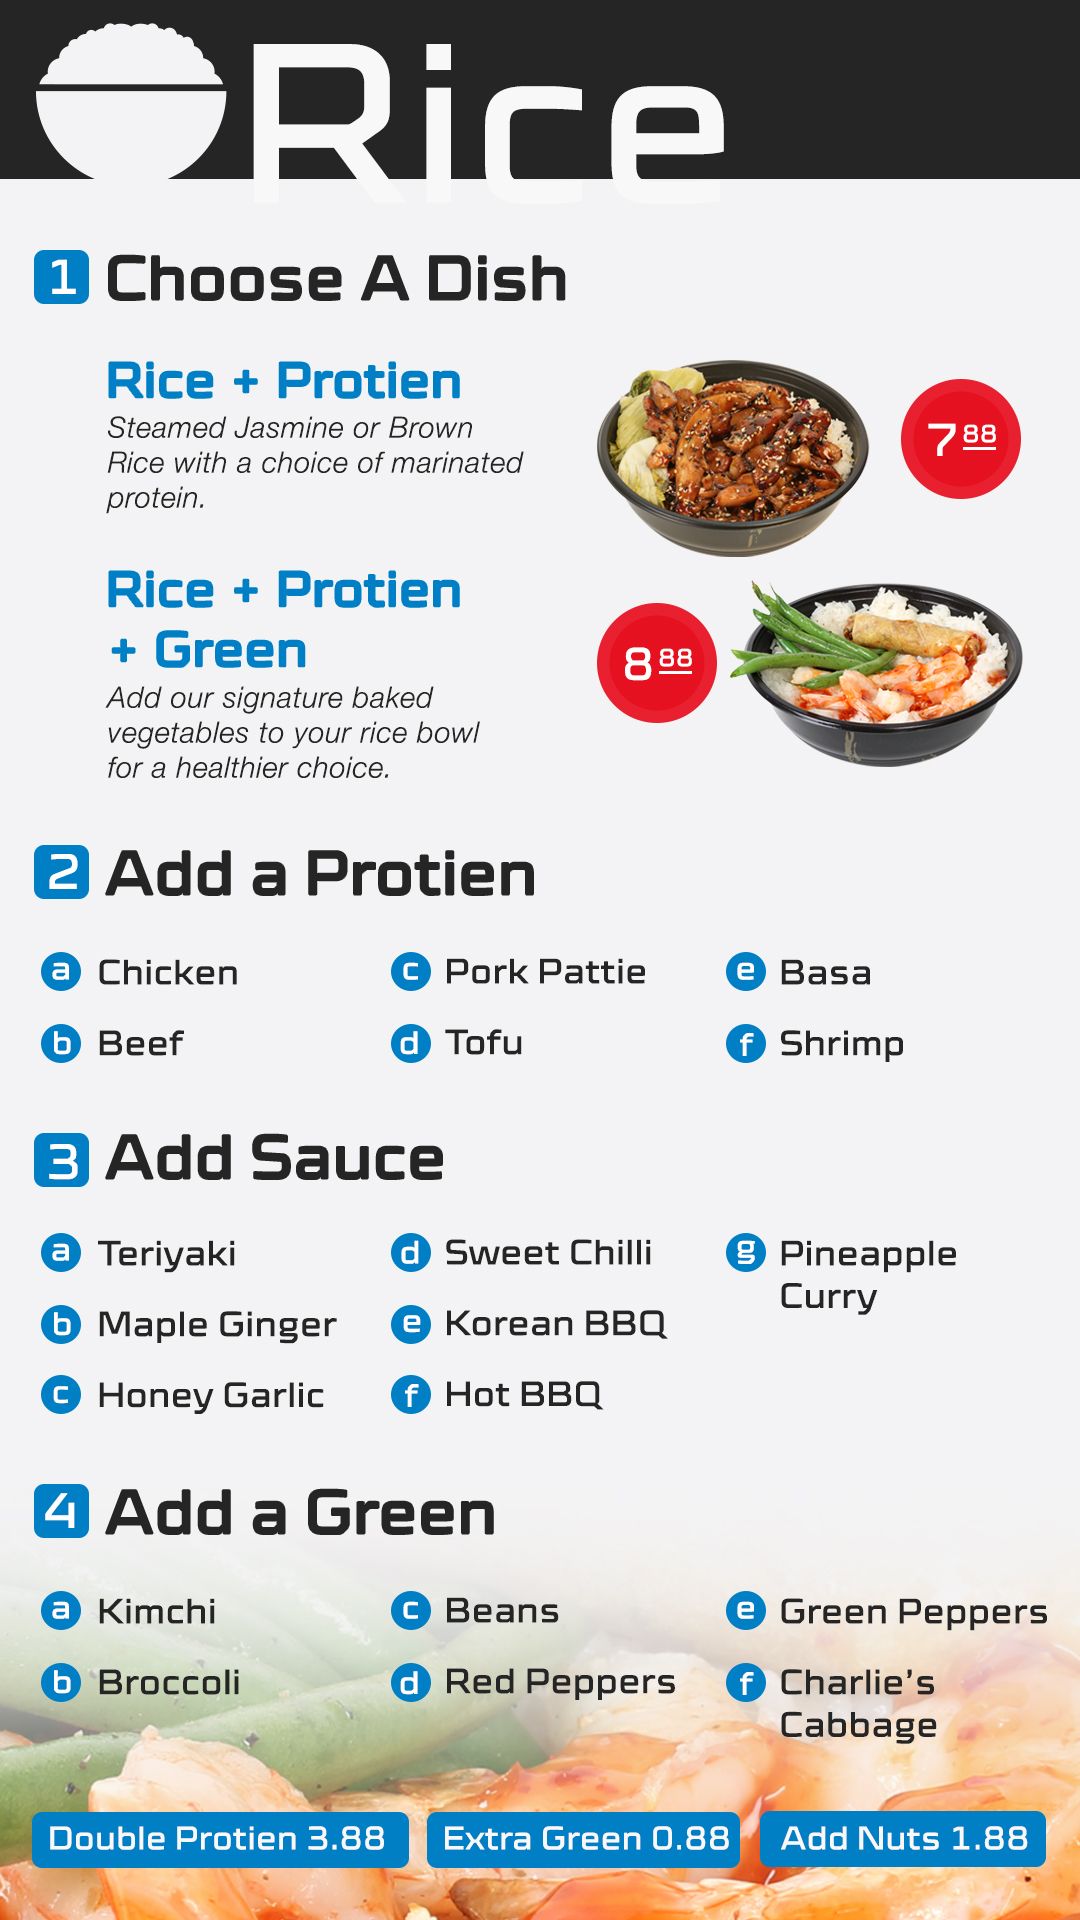 Rice
1 Choose A Dish
Rice + Protien
Steamed Jasmine or Brown
Rice with a choice of marinated
protein.
7 88
Rice + Protien
+ Green
Add our signature baked
vegetables to your rice bowl
for a healthier choice.
8 88
2 Add a Protien
a Chicken
b Beef
c Pork Pattie
d Tofu
e Basa
f Shrimp
3 Add Sauce
a Teriyaki
b Maple Ginger
c Honey Garlic
d Sweet Chilli
e Korean BBQ
f Hot BBQ
g Pineapple
Curry
4 Add a Green
a Kimchi
b Broccoli
c Beans
d Red Peppers
e Green Peppers
f Charlie's
Cabbage
Double Protien 3.88
Extra Green 0.88
Add Nuts 1.88